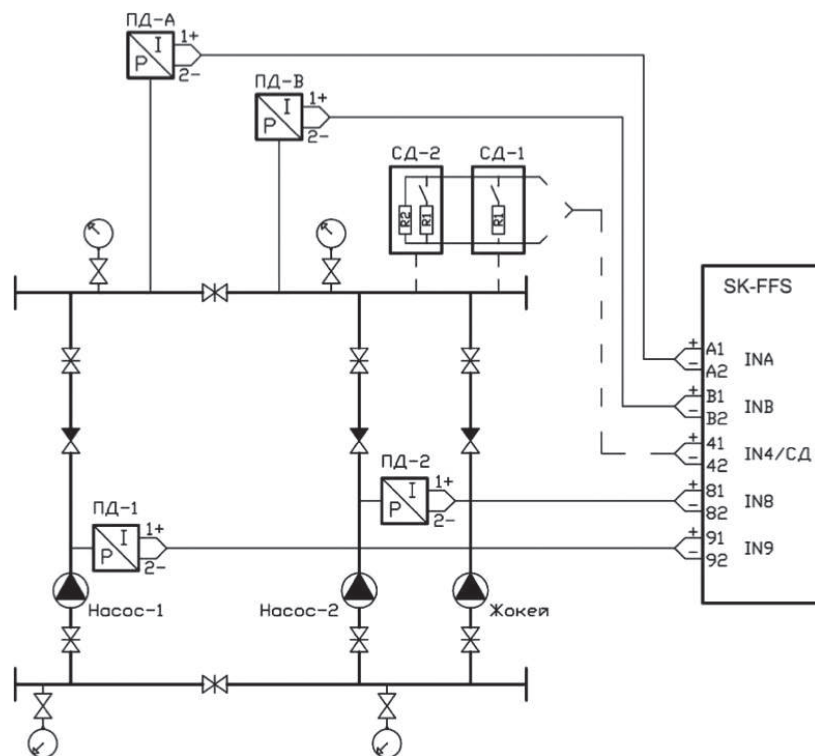 ПД-А
1+
I
P
2-
ПД-В
1+
I
P
2-
СД-2
СД-1
R2
R1
R1
SK-FFS
+
A1
-
A2
INA
+
B1
-
B2
INB
+
41
-
42
IN4/СД
+
81
-
82
IN8
+
91
-
92
IN9
ПД-2
1+
I
P
2-
ПД-1
1+
I
P
2-
Насос-1
Насос-2
Жокей